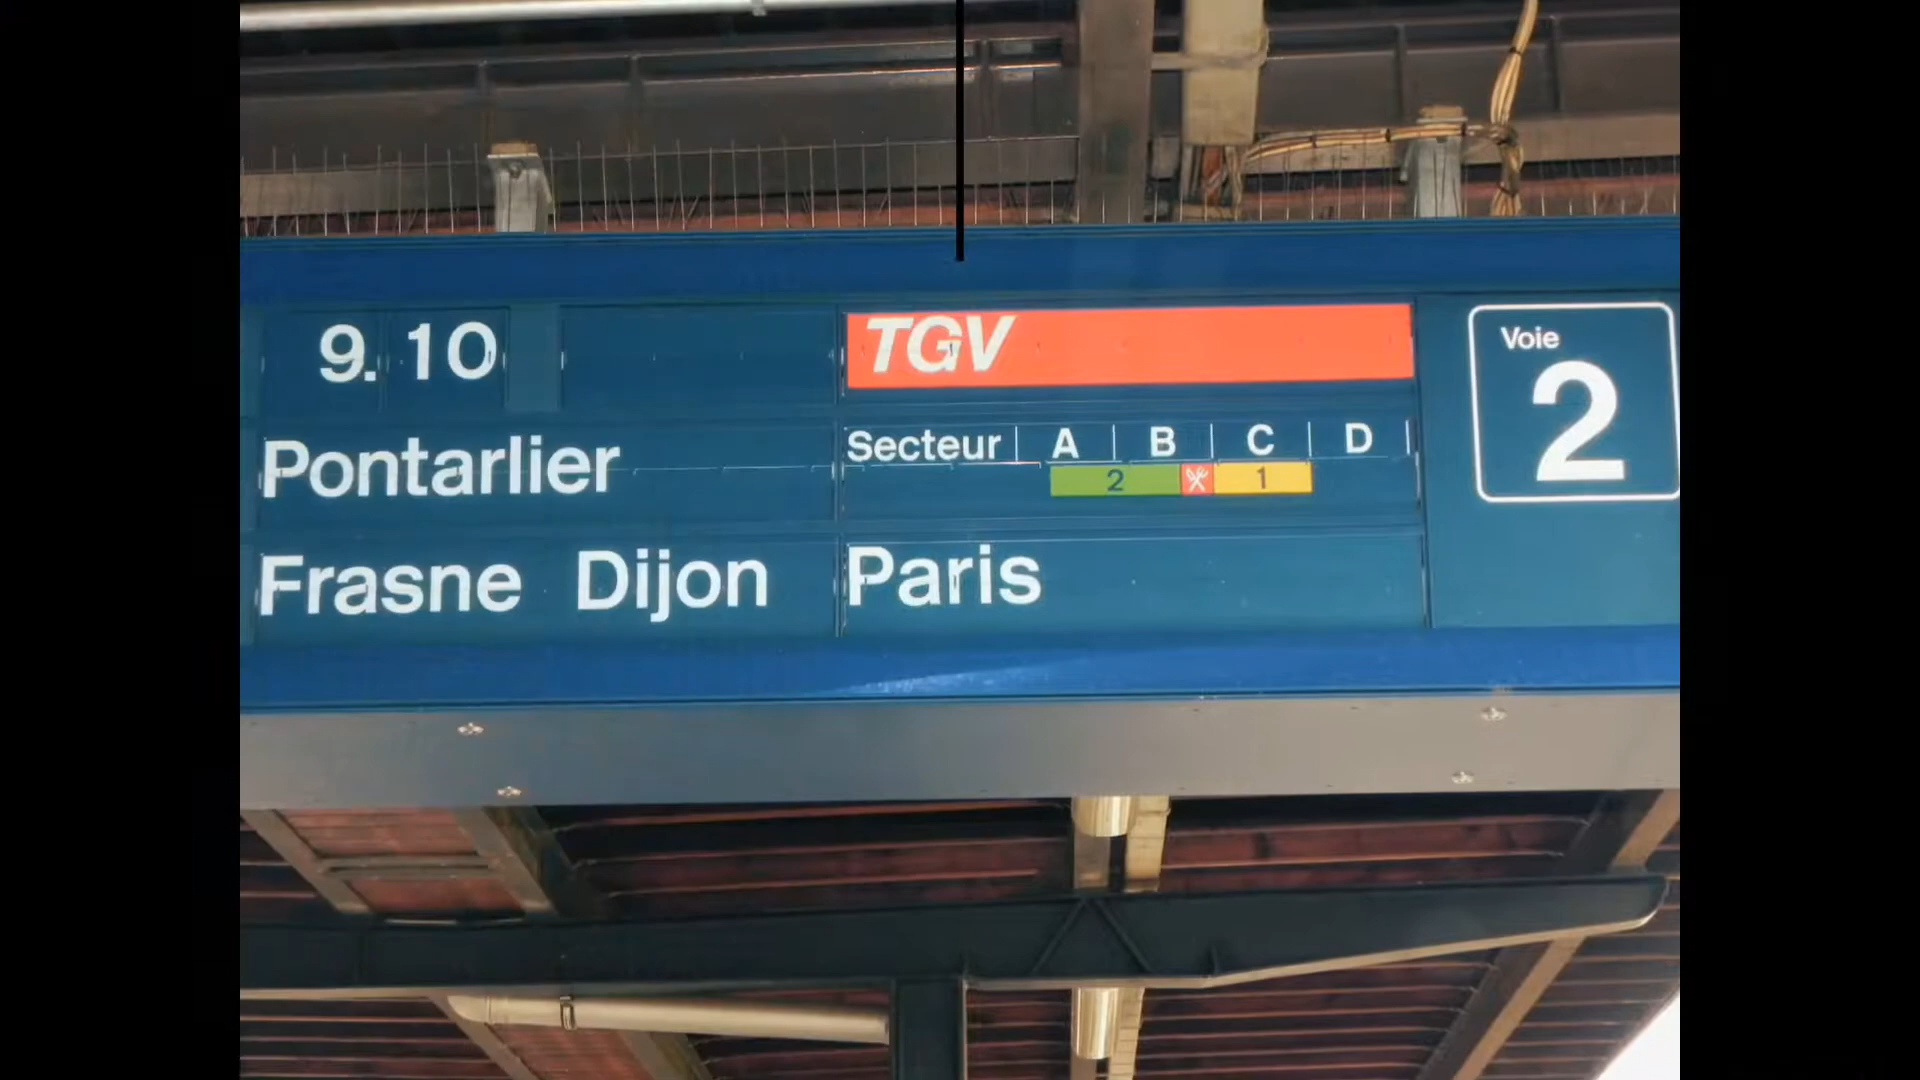 9.10 TGV
Voie
2
Pontarlier
Secteur A B C D
2 1
Frasne Dijon Paris